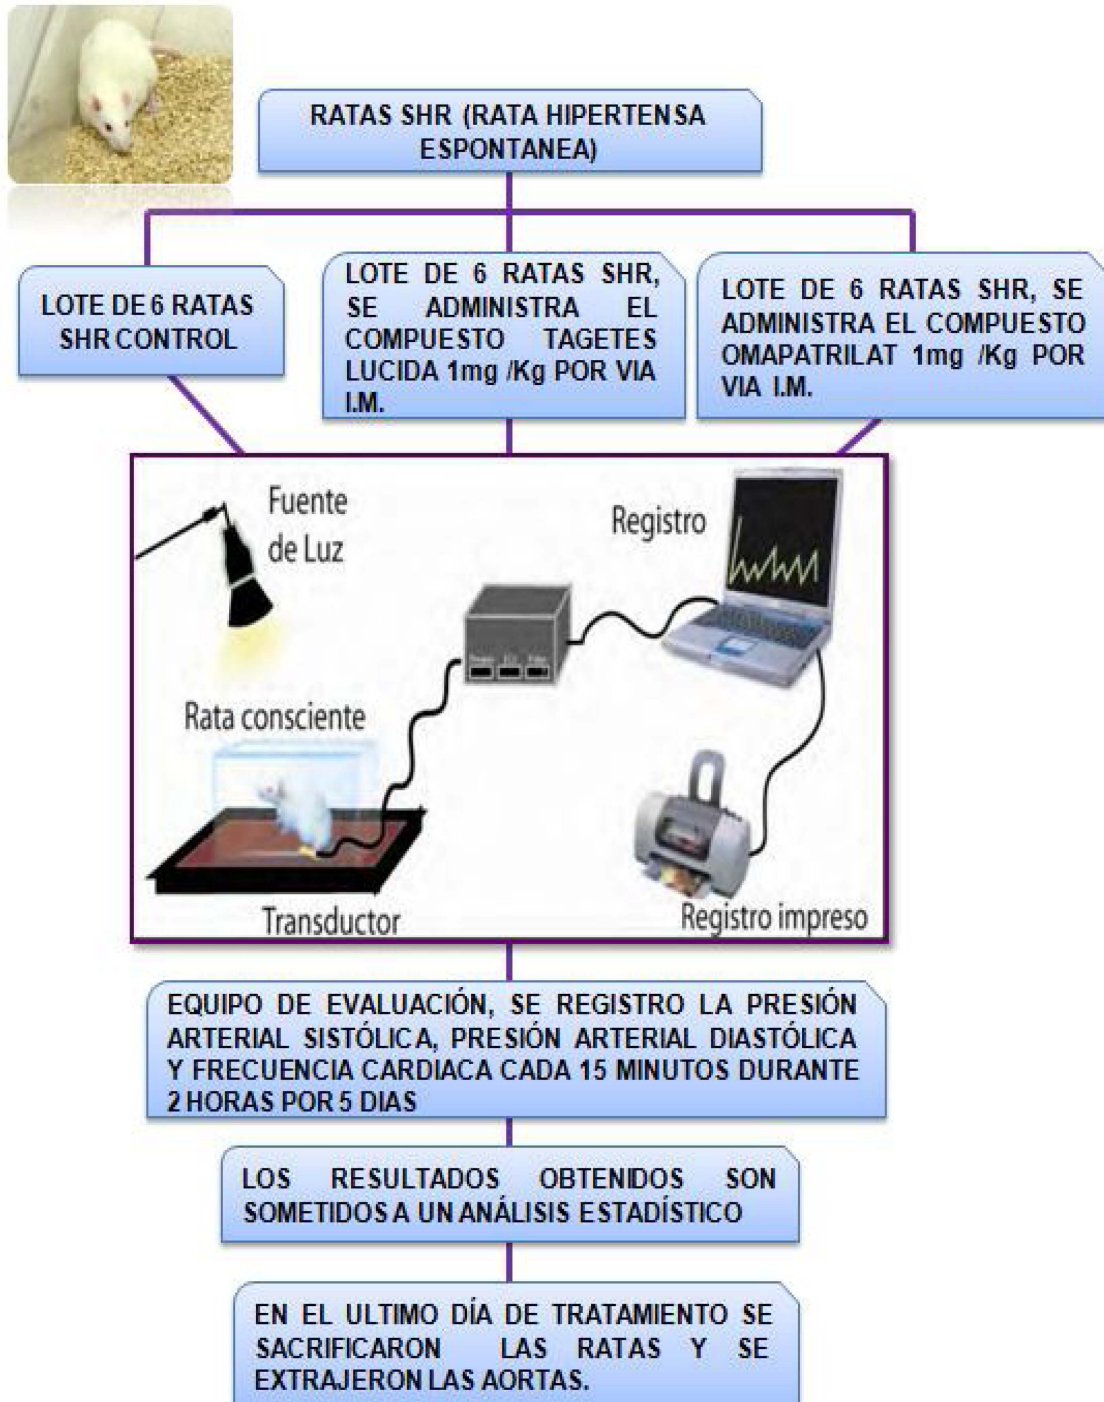 RATAS SHR (RATA HIPERTENSA
ESPONTANEA)
LOTE DE 6 RATAS
SHR CONTROL
LOTE DE 6 RATAS SHR,
SE ADMINISTRA EL
COMPUESTO TAGETES
LUCIDA 1mg /Kg POR VIA
I.M.
LOTE DE 6 RATAS SHR, SE
ADMINISTRA EL COMPUESTO
OMAPATRILAT 1mg /Kg POR
VIA I.M.
Fuente
de Luz
Registro
Rata consciente
Transductor
Registro impreso
EQUIPO DE EVALUACIÓN, SE REGISTRO LA PRESIÓN
ARTERIAL SISTÓLICA, PRESIÓN ARTERIAL DIASTÓLICA
Y FRECUENCIA CARDIACA CADA 15 MINUTOS DURANTE
2 HORAS POR 5 DIAS
LOS RESULTADOS OBTENIDOS SON
SOMETIDOS A UN ANÁLISIS ESTADÍSTICO
EN EL ULTIMO DÍA DE TRATAMIENTO SE
SACRIFICARON LAS RATAS Y SE
EXTRAJERON LAS AORTAS.